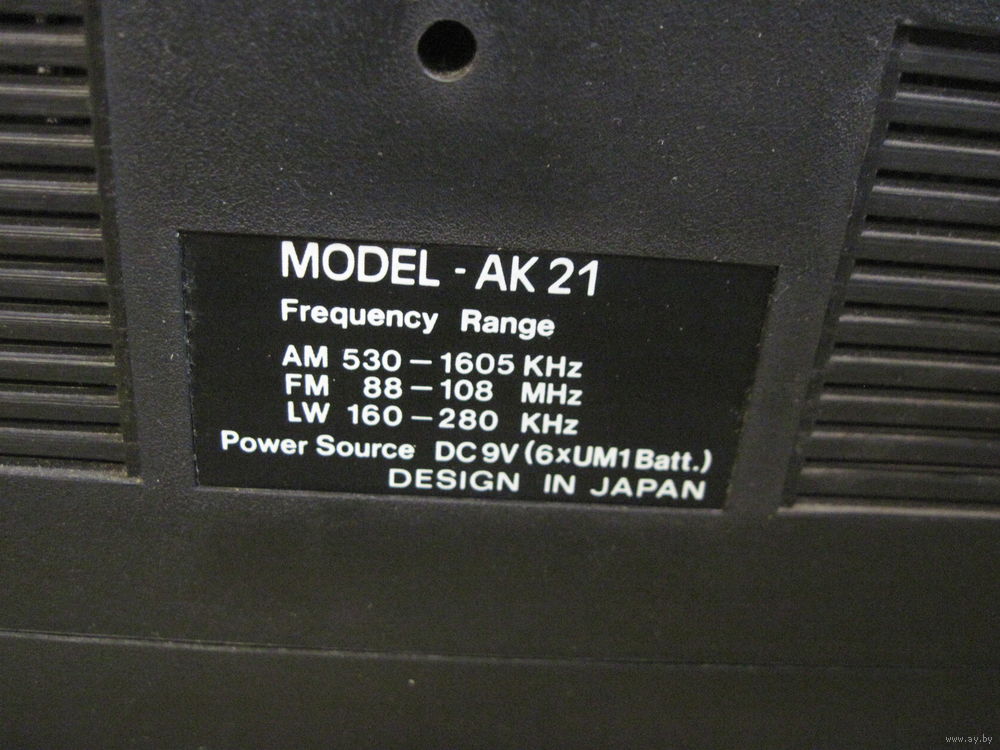 MODEL - AK 21
Frequency Range
AM 530 – 1605 KHz
FM 88 – 108 MHz
LW 160 – 280 KHz
Power Source DC 9V (6×UM1 Batt.)
DESIGN IN JAPAN
www.ay.by